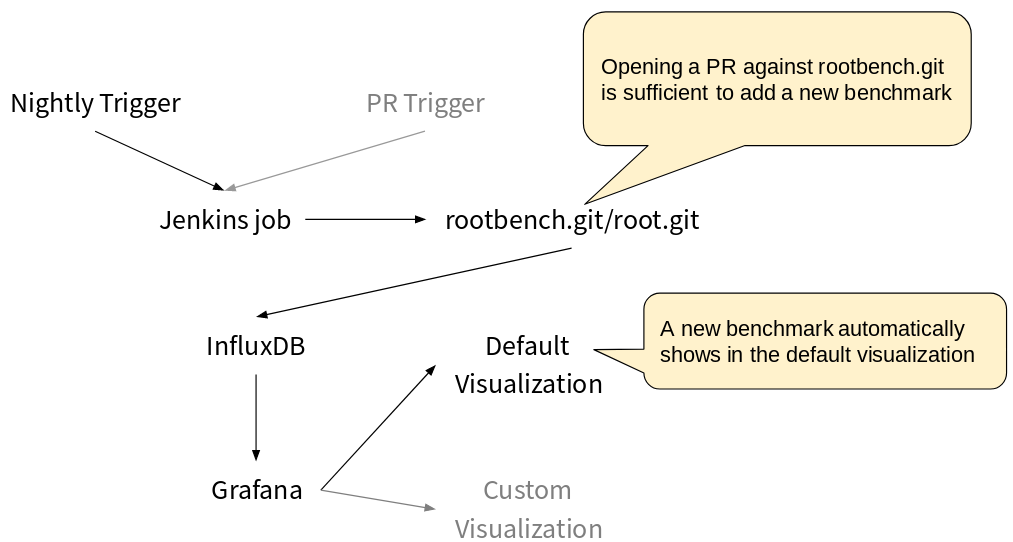 Opening a PR against rootbench.git
is sufficient to add a new benchmark
Nightly Trigger
PR Trigger
Jenkins job
rootbench.git/root.git
InfluxDB
Default
Visualization
A new benchmark automatically
shows in the default visualization
Grafana
Custom
Visualization